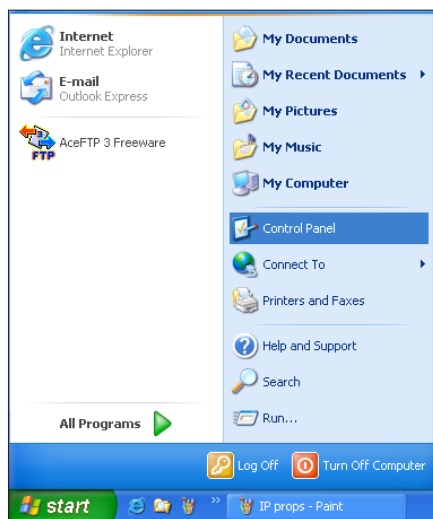 Internet
Internet Explorer
E-mail
Outlook Express
FTP
AceFTP 3 Freeware
All Programs
My Documents
My Recent Documents
My Pictures
My Music
My Computer
Control Panel
Connect To
Printers and Faxes
Help and Support
Search
Run...
Log Off
Turn Off Computer
start
IP props - Paint